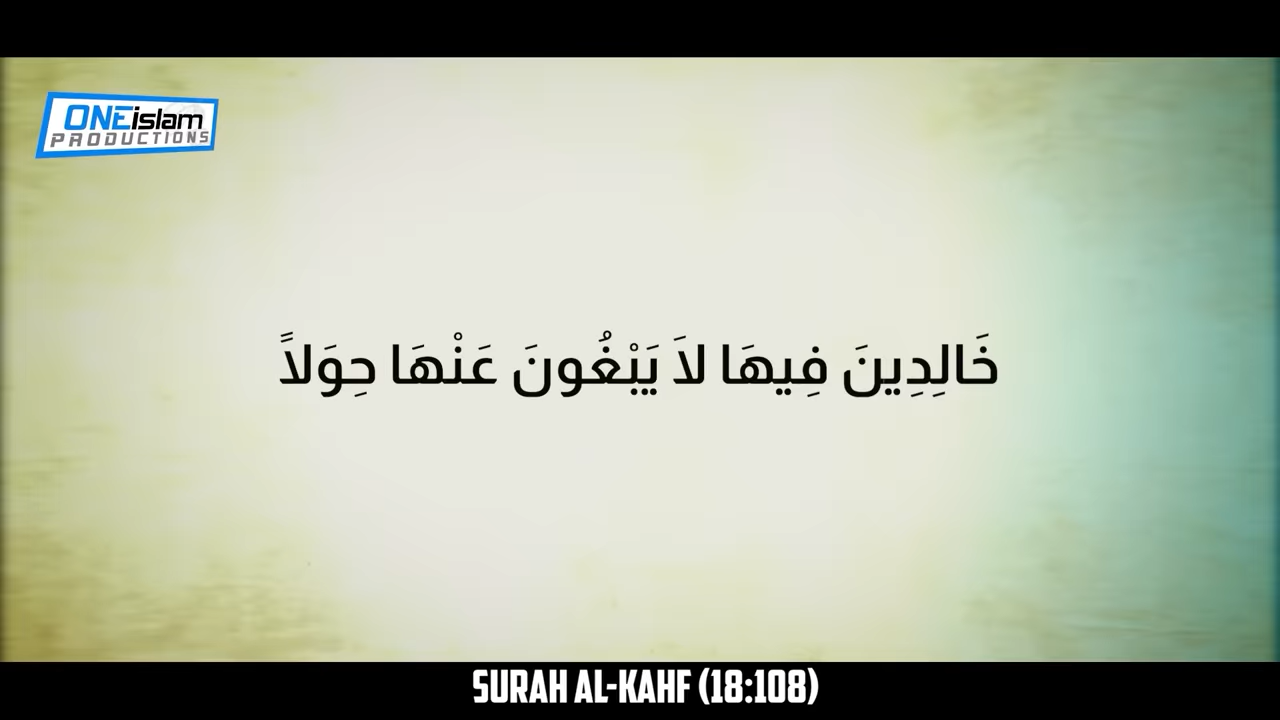 ONEislam
PRODUCTIONS
خَالِدِينَ فِيهَا لاَ يَبْغُونَ عَنْهَا حِوَلاً
SURAH AL-KAHF (18:108)